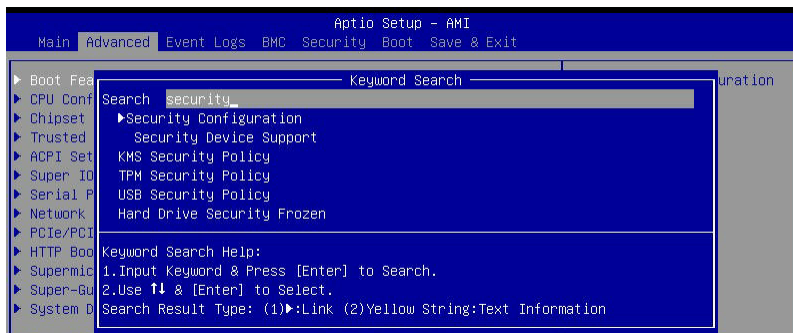 Aptio Setup – AMI
Main Advanced Event Logs BMC Security Boot Save & Exit
Keyword Search
▶ Boot Fea
uration
▶ CPU Conf
Search security_
▶ Chipset
▶Security Configuration
▶ Trusted
Security Device Support
▶ ACPI Set
KMS Security Policy
▶ Super IO
TPM Security Policy
▶ Serial P
USB Security Policy
▶ Network
Hard Drive Security Frozen
▶ PCIe/PCI
▶ HTTP Boo
Keyword Search Help:
▶ Supermic
1.Input Keyword & Press [Enter] to Search.
▶ Super-Gu
2.Use ↑↓ & [Enter] to Select.
▶ System D
Search Result Type: (1)▶:Link (2)Yellow String:Text Information